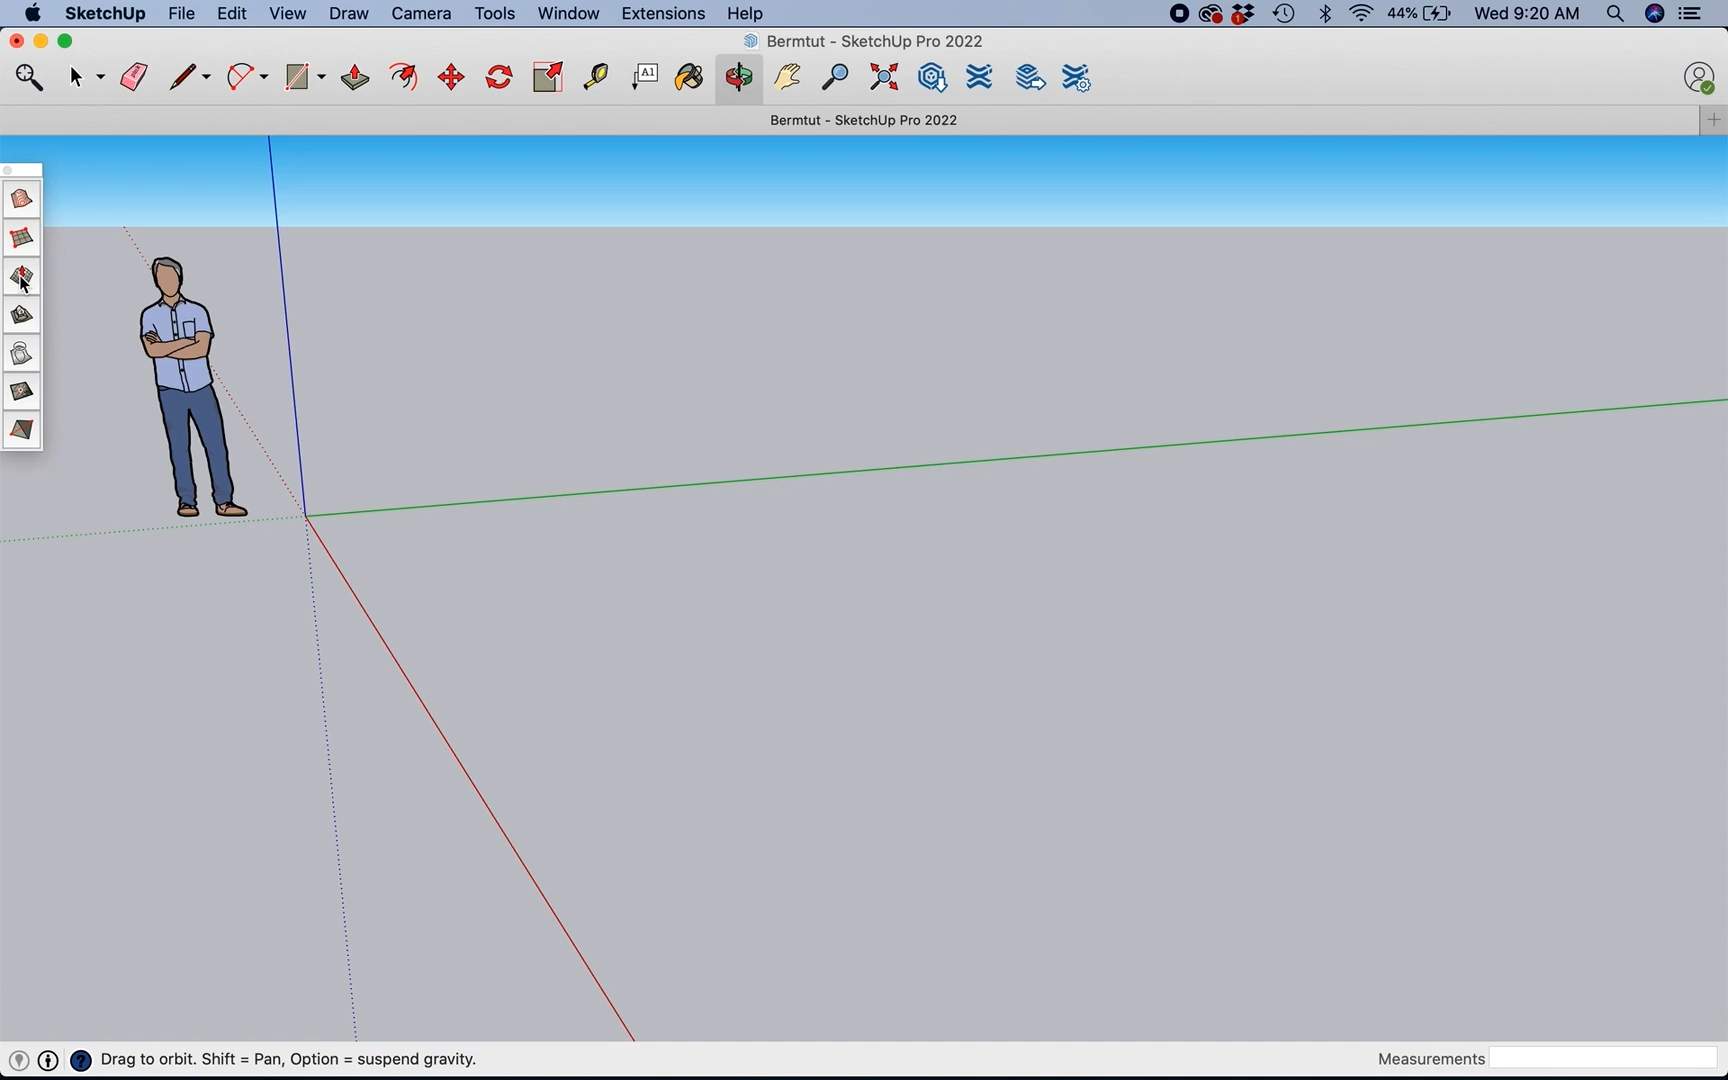 SketchUp File Edit View Draw Camera Tools Window Extensions Help 44% Wed 9:20 AM
Bermtut - SketchUp Pro 2022
A1
Bermtut - SketchUp Pro 2022
Drag to orbit. Shift = Pan, Option = suspend gravity. Measurements